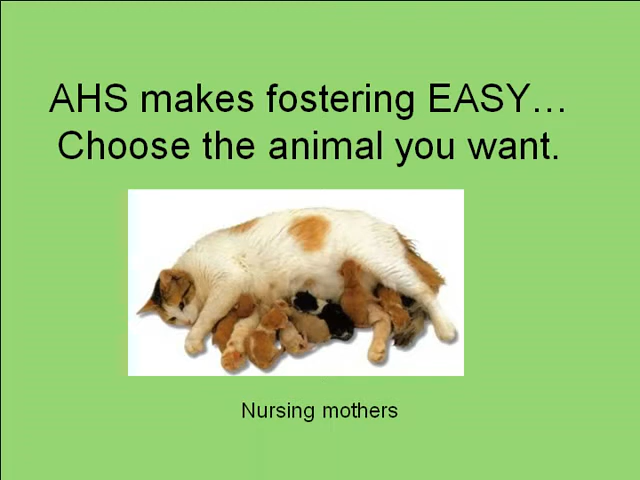 AHS makes fostering EASY…
Choose the animal you want.
Nursing mothers